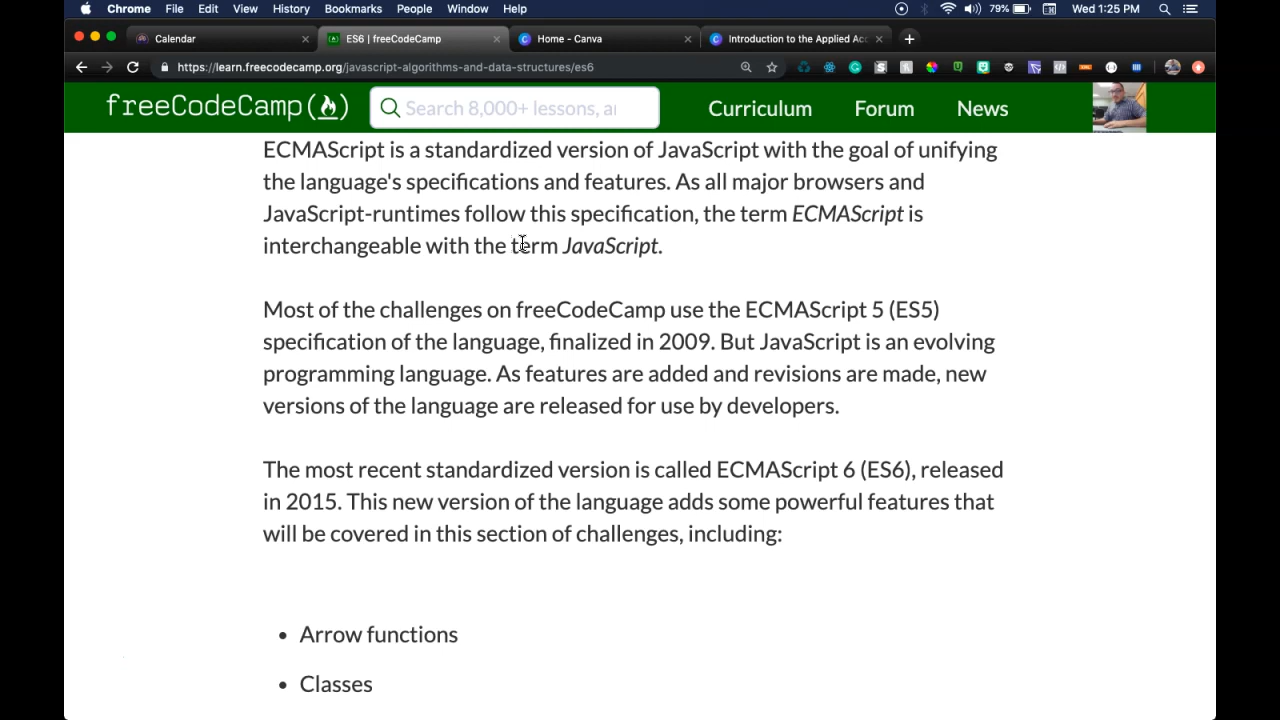 Chrome File Edit View History Bookmarks People Window Help 79% Wed 1:25 PM
Calendar ES6 | freeCodeCamp Home - Canva Introduction to the Applied Acc
https://learn.freecodecamp.org/javascript-algorithms-and-data-structures/es6
freeCodeCamp Search 8,000+ lessons, ar Curriculum Forum News
ECMAScript is a standardized version of JavaScript with the goal of unifying
the language's specifications and features. As all major browsers and
JavaScript-runtimes follow this specification, the term ECMAScript is
interchangeable with the term JavaScript.
Most of the challenges on freeCodeCamp use the ECMAScript 5 (ES5)
specification of the language, finalized in 2009. But JavaScript is an evolving
programming language. As features are added and revisions are made, new
versions of the language are released for use by developers.
The most recent standardized version is called ECMAScript 6 (ES6), released
in 2015. This new version of the language adds some powerful features that
will be covered in this section of challenges, including:
• Arrow functions
• Classes